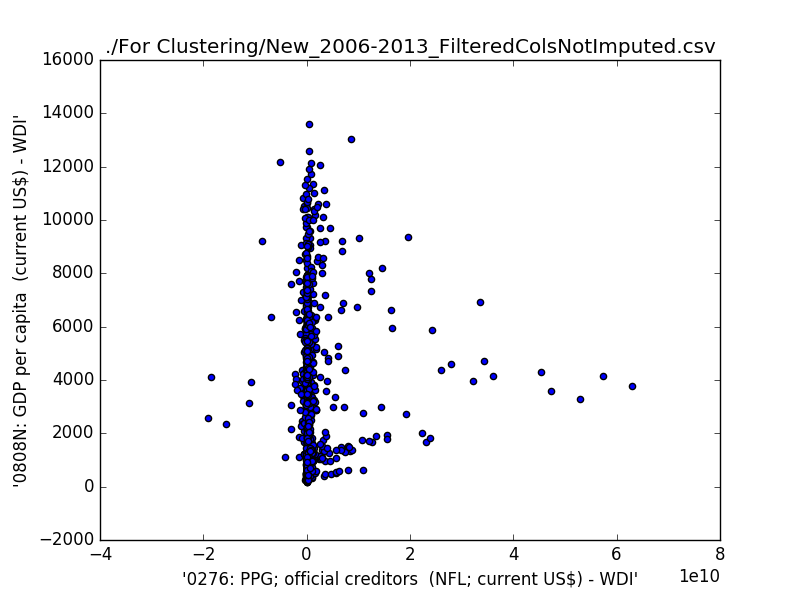 ./For Clustering/New_2006-2013_FilteredColsNotImputed.csv
16000
14000
12000
10000
8000
6000
4000
2000
0
−2000
'0808N: GDP per capita  (current US$) - WDI'
−4 −2 0 2 4 6 8
1e10
'0276: PPG; official creditors  (NFL; current US$) - WDI'